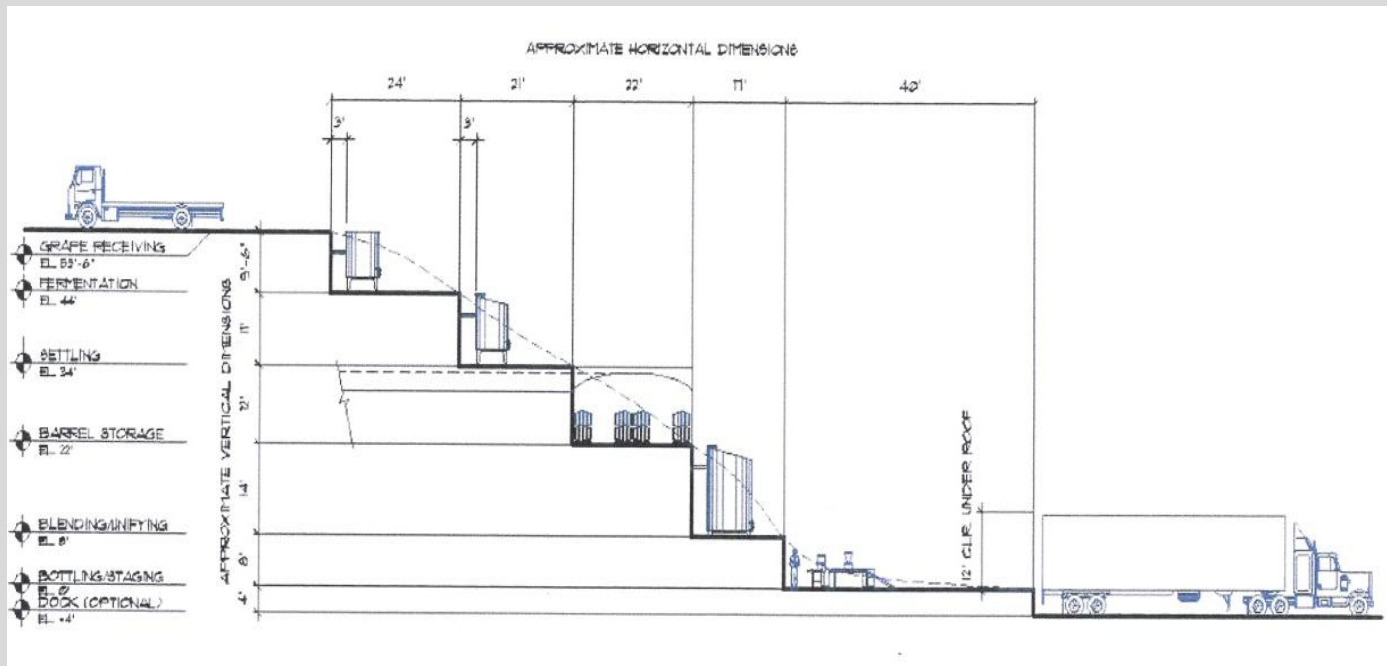 APPROXIMATE HORIZONTAL DIMENSIONS
24' 21' 22' 17' 40'
3' 3'
GRAPE RECEIVING
EL. 53'-6"
FERMENTATION
EL. 44'
SETTLING
EL. 34'
BARREL STORAGE
EL. 22'
BLENDING/UNIFYING
EL. 8'
BOTTLING/STAGING
EL. 0'
DOCK (OPTIONAL)
EL. -4'
APPROXIMATE VERTICAL DIMENSIONS
9'-6"
11'
12'
14'
8'
4'
12' CLR. UNDER ROOF